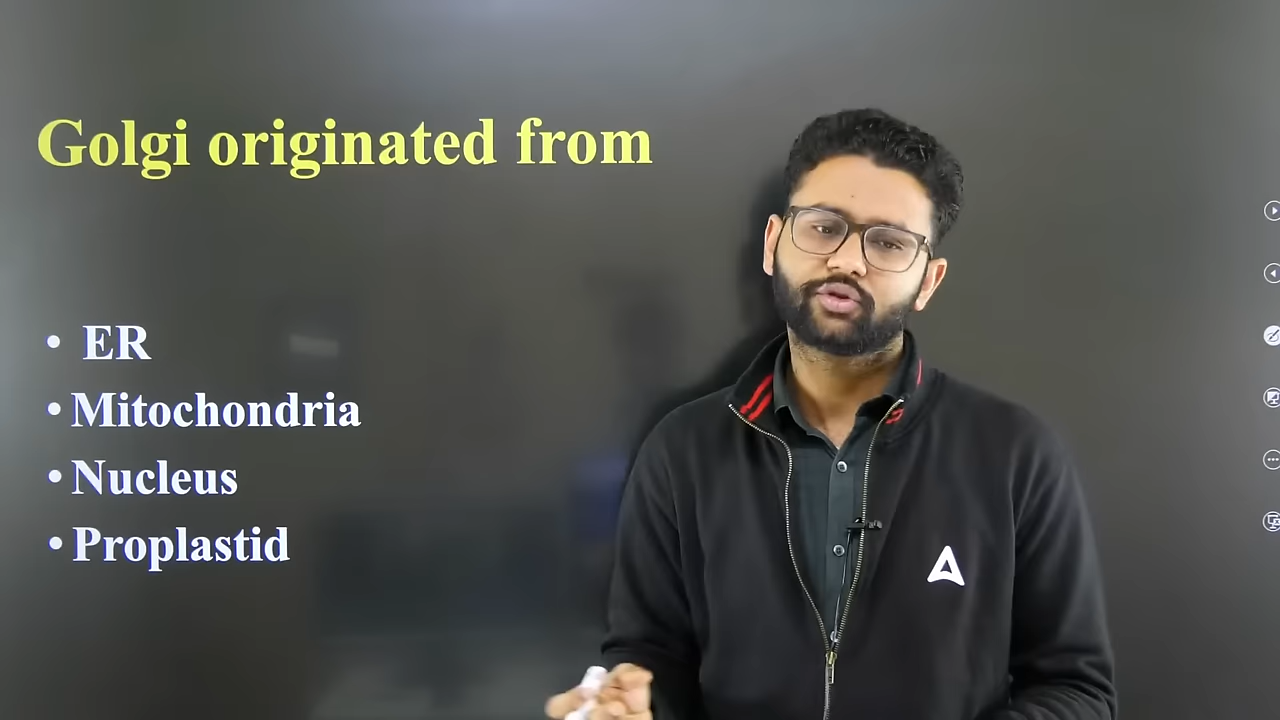 Golgi originated from
• ER
• Mitochondria
• Nucleus
• Proplastid